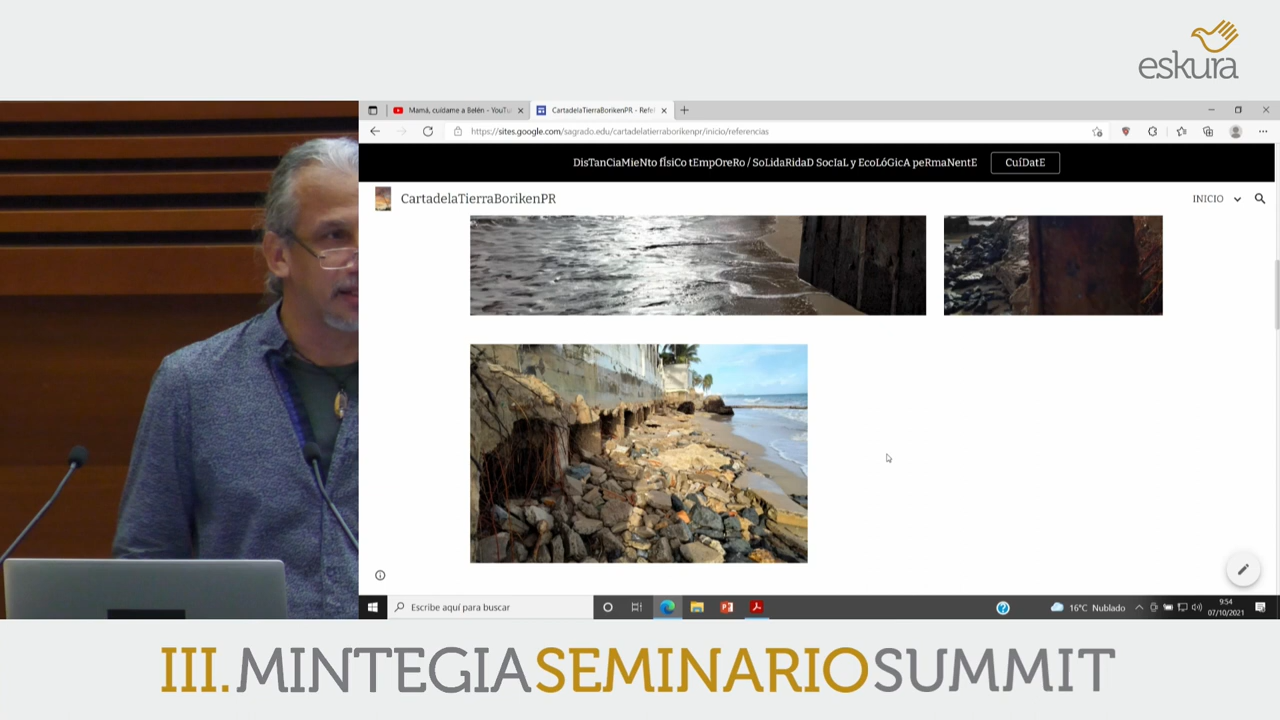 eskura
Mamá, cuídame a Belén - YouTu
CartadelaTierraBorikenPR - Refe
https://sites.google.com/sagrado.edu/cartadelatierraborikenpr/inicio/referencias
DisTanCiaMieNto fÍsiCo tEmpOreRo / SoLidaRidaD SocIaL y EcoLóGicA peRmaNentE
CuÍDatE
CartadelaTierraBorikenPR
INICIO
Escribe aquí para buscar
16°C Nublado
9:54
07/10/2021
III.MINTEGIASEMINARIOSUMMIT